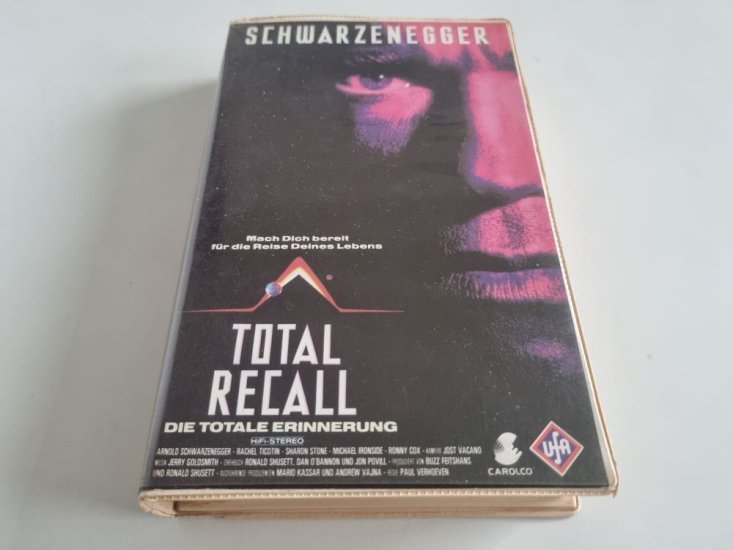 SCHWARZENEGGER
Mach Dich bereit
für die Reise Deines Lebens
TOTAL
RECALL
DIE TOTALE ERINNERUNG
HiFi-STEREO
ARNOLD SCHWARZENEGGER - RACHEL TICOTIN - SHARON STONE - MICHAEL IRONSIDE - RONNY COX - KAMERA JOST VACANO
MUSIK JERRY GOLDSMITH - DREHBUCH RONALD SHUSETT, DAN O'BANNON UND JON POVILL - PRODUZIERT VON BUZZ FEITSHANS
UND RONALD SHUSETT - AUSFÜHRENDE PRODUZENTEN MARIO KASSAR UND ANDREW VAJNA - REGIE PAUL VERHOEVEN
CAROLCO
ufa